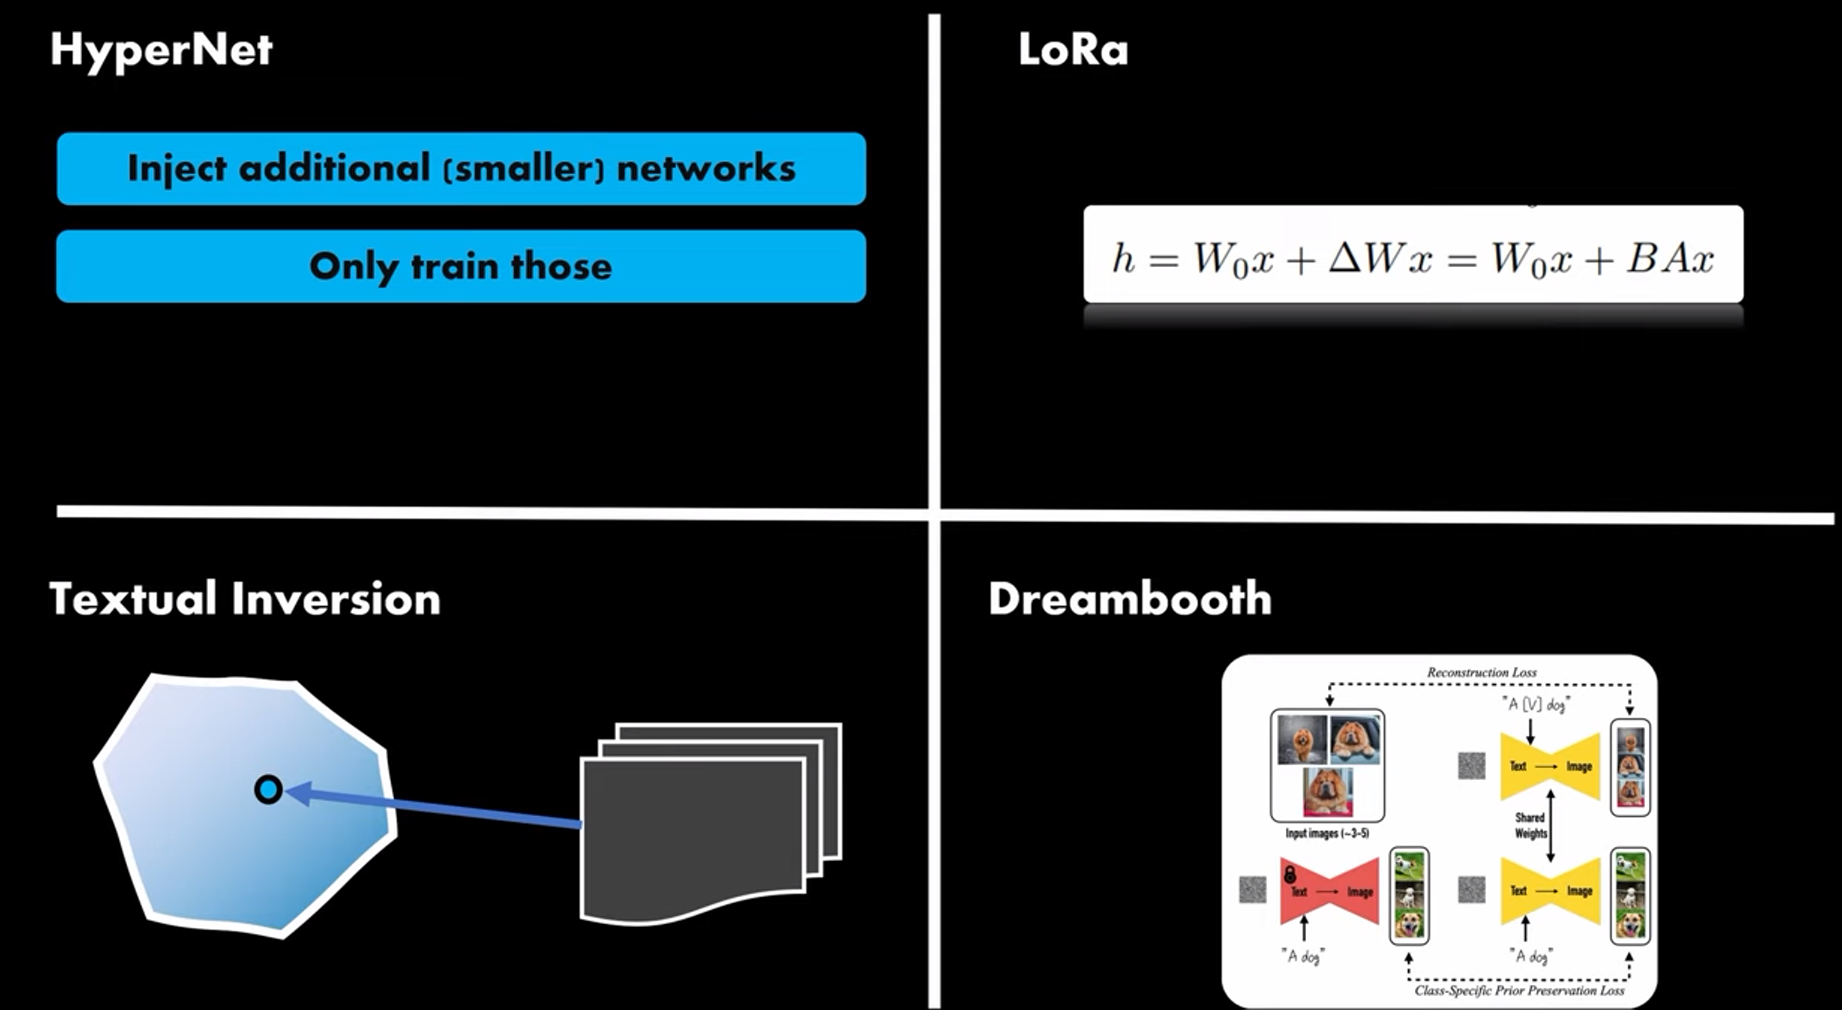 HyperNet
Inject additional (smaller) networks
Only train those
LoRa
h = W₀x + ΔWx = W₀x + BAx
Textual Inversion
Dreambooth
Reconstruction Loss
"A [V] dog"
Text → Image
Input images (~3-5)
Shared
Weights
Text → Image
Text → Image
"A dog"
"A dog"
Class-Specific Prior Preservation Loss